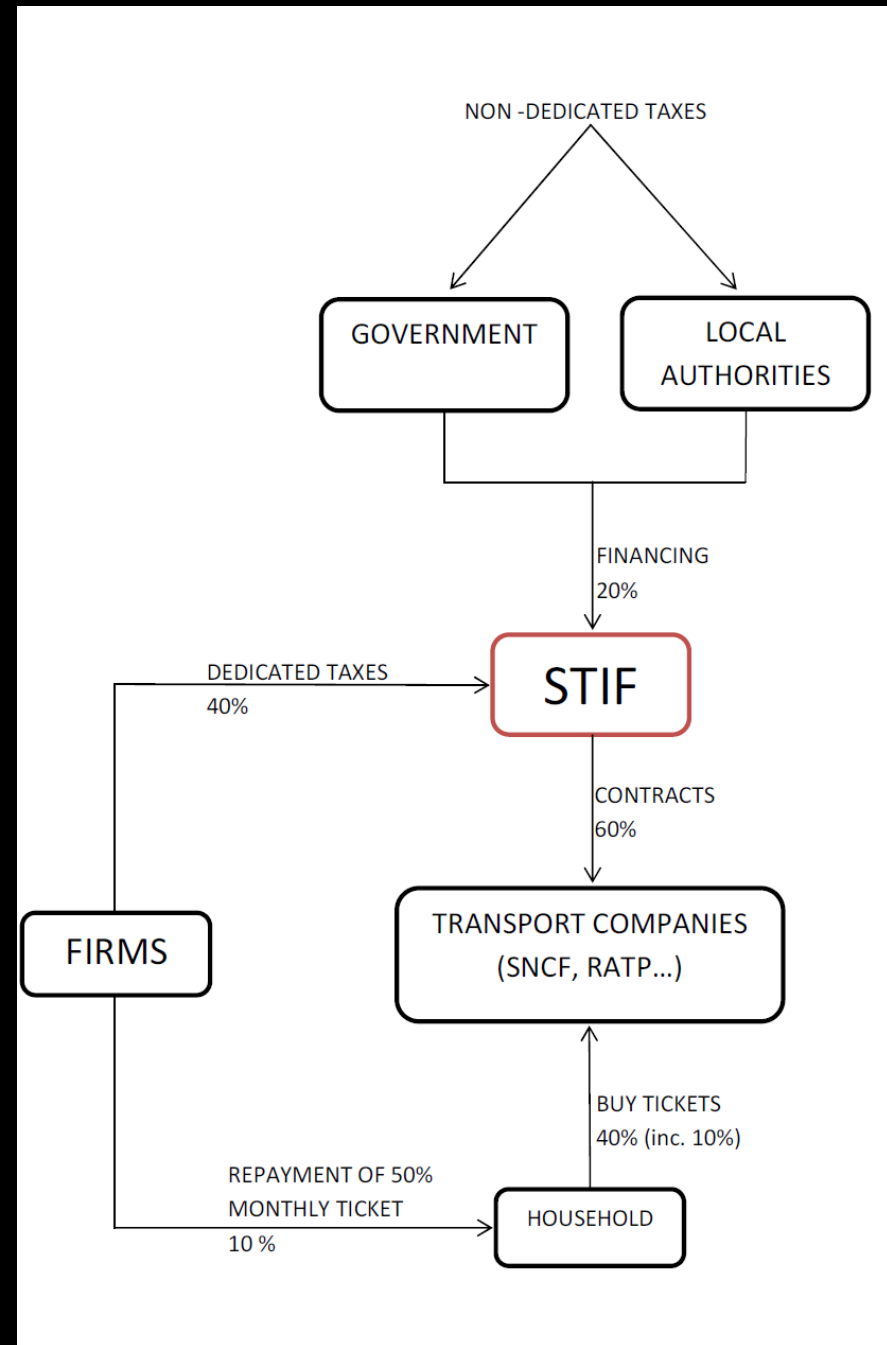 NON -DEDICATED TAXES
GOVERNMENT
LOCAL
AUTHORITIES
FINANCING
20%
DEDICATED TAXES
40%
STIF
CONTRACTS
60%
FIRMS
TRANSPORT COMPANIES
(SNCF, RATP...)
BUY TICKETS
40% (inc. 10%)
REPAYMENT OF 50%
MONTHLY TICKET
10 %
HOUSEHOLD